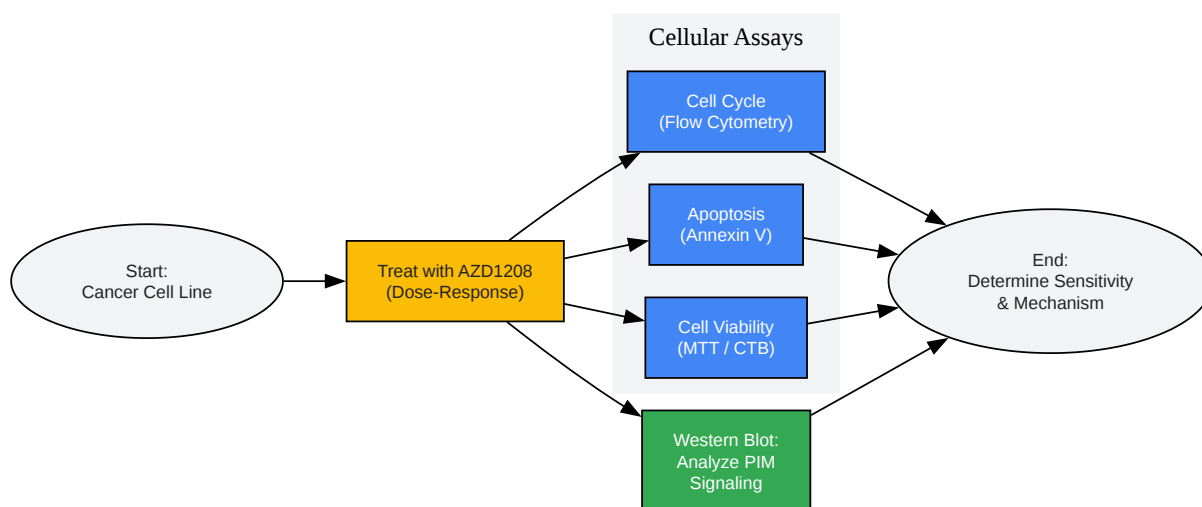 Cellular Assays
Cell Cycle
(Flow Cytometry)
Apoptosis
(Annexin V)
Start:
Cancer Cell Line
Treat with AZD1208
(Dose-Response)
End:
Determine Sensitivity
& Mechanism
Cell Viability
(MTT / CTB)
Western Blot:
Analyze PIM
Signaling